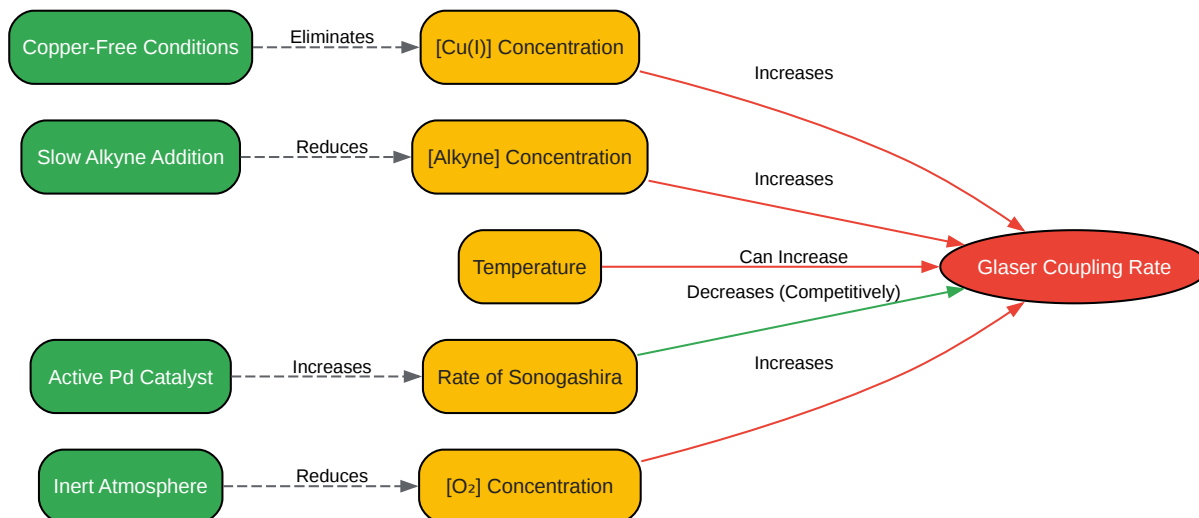 Copper-Free Conditions
Eliminates
[Cu(I)] Concentration
Increases
Slow Alkyne Addition
Reduces
[Alkyne] Concentration
Increases
Temperature
Can Increase
Glaser Coupling Rate
Decreases (Competitively)
Active Pd Catalyst
Increases
Rate of Sonogashira
Increases
Inert Atmosphere
Reduces
[O₂] Concentration